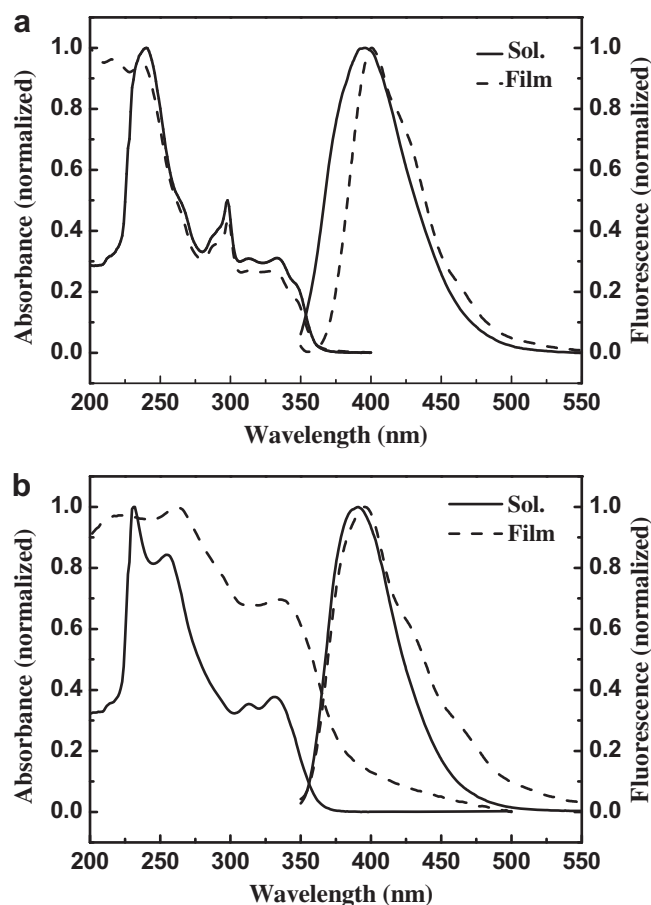 a
1.0 Sol. 1.0
Film
0.8 0.8
0.6 0.6
0.4 0.4
0.2 0.2
0.0 0.0
200 250 300 350 400 450 500 550
Wavelength (nm)
Absorbance (normalized)
Fluorescence (normalized)
b
1.0 Sol. 1.0
Film
0.8 0.8
0.6 0.6
0.4 0.4
0.2 0.2
0.0 0.0
200 250 300 350 400 450 500 550
Wavelength (nm)
Absorbance (normalized)
Fluorescence (normalized)